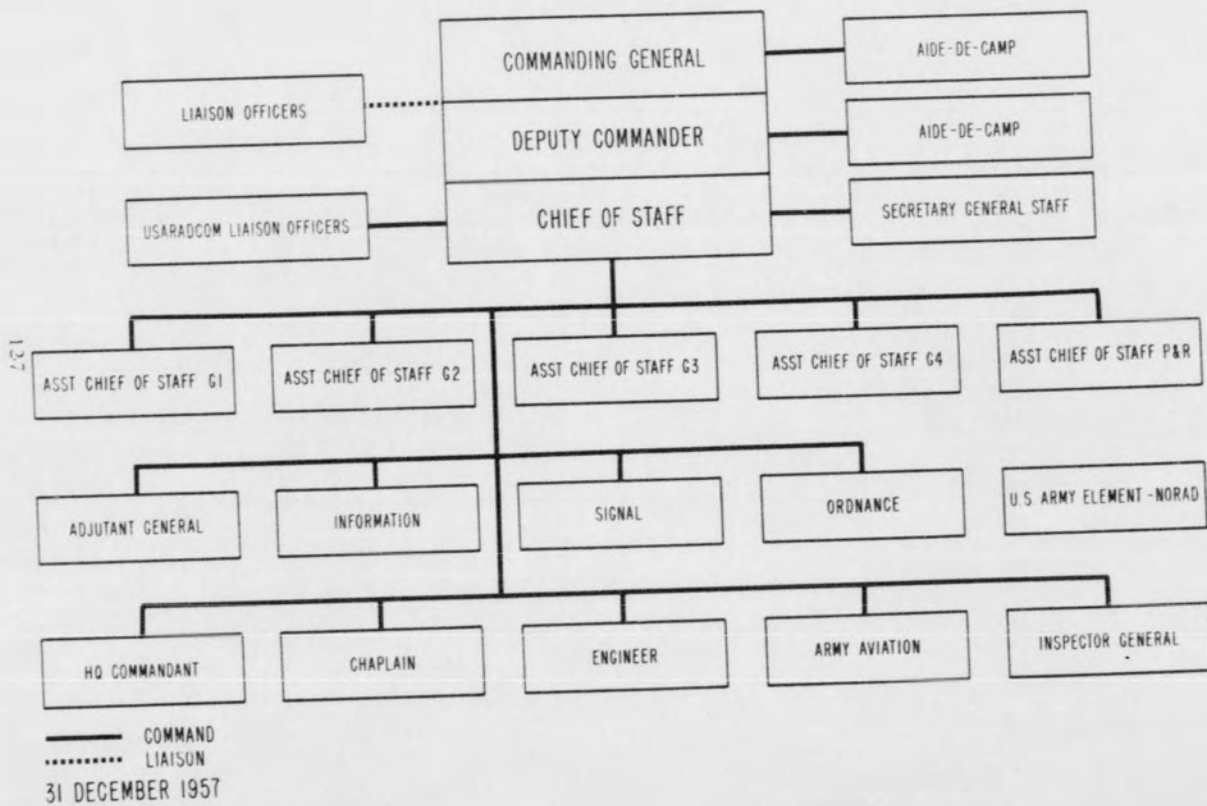 COMMANDING GENERAL
AIDE-DE-CAMP
LIAISON OFFICERS
DEPUTY COMMANDER
AIDE-DE-CAMP
USARADCOM LIAISON OFFICERS
CHIEF OF STAFF
SECRETARY GENERAL STAFF
127
ASST CHIEF OF STAFF G1
ASST CHIEF OF STAFF G2
ASST CHIEF OF STAFF G3
ASST CHIEF OF STAFF G4
ASST CHIEF OF STAFF P&R
ADJUTANT GENERAL
INFORMATION
SIGNAL
ORDNANCE
U.S. ARMY ELEMENT-NORAD
HQ COMMANDANT
CHAPLAIN
ENGINEER
ARMY AVIATION
INSPECTOR GENERAL
COMMAND
LIAISON
31 DECEMBER 1957